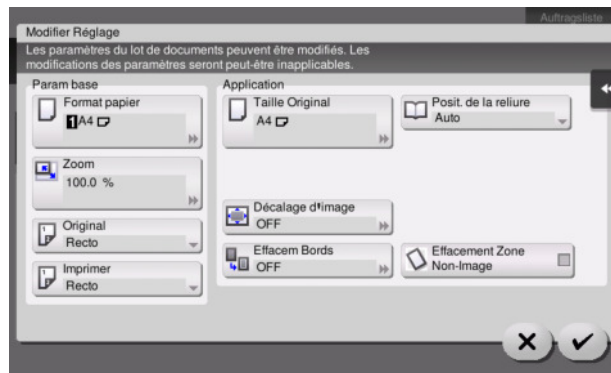 Auftragsliste
Modifier Réglage
Les paramètres du lot de documents peuvent être modifiés. Les
modifications des paramètres seront peut-être inapplicables.
Param base
Format papier
1 A4
Zoom
100.0 %
Original
Recto
Imprimer
Recto
Application
Taille Original
A4
Posit. de la reliure
Auto
Décalage d'image
OFF
Effacem Bords
OFF
Effacement Zone
Non-Image